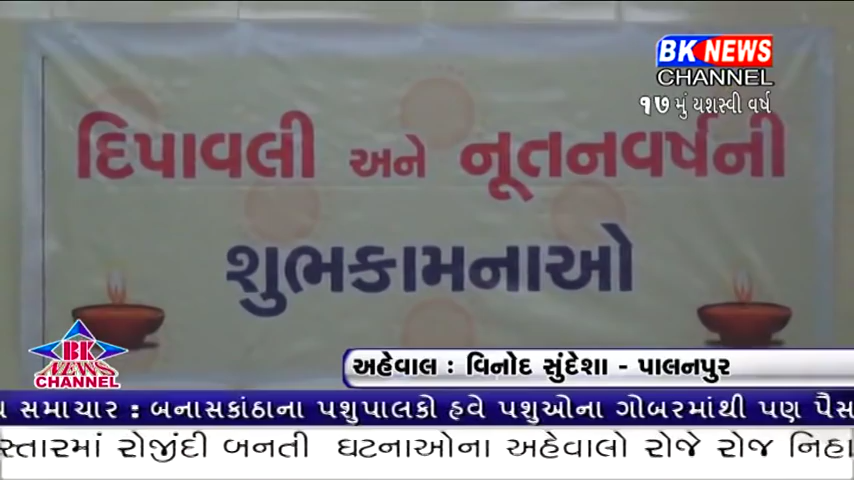 BK NEWS
CHANNEL
૧૭ મું યશસ્વી વર્ષ
દિપાવલી અને નૂતનવર્ષની
શુભકામનાઓ
અહેવાલ : વિનોદ સુંદેશા - પાલનપુર
BK
NEWS
CHANNEL
સમાચાર : બનાસકાંઠાના પશુપાલકો હવે પશુઓના ગોબરમાંથી પણ પૈસ
સ્તારમાં રોજીંદી બનતી ઘટનાઓના અહેવાલો રોજે રોજ નિહા